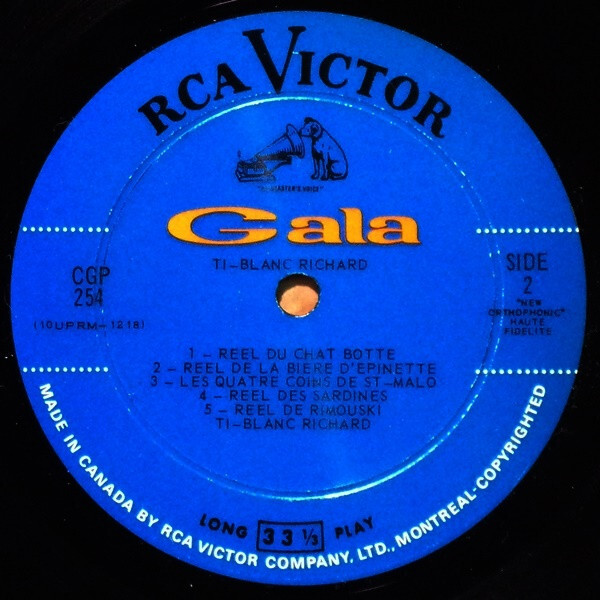 RCA VICTOR
"HIS MASTER'S VOICE"
Gala
TI-BLANC RICHARD
CGP
254
(10UPRM-1218)
SIDE
2
"NEW
ORTHOPHONIC"
HAUTE
FIDELITE
1 - REEL DU CHAT BOTTE
2 - REEL DE LA BIERE D'EPINETTE
3 - LES QUATRE COINS DE ST-MALO
4 - REEL DES SARDINES
5 - REEL DE RIMOUSKI
TI-BLANC RICHARD
LONG 33 1/3 PLAY
MADE IN CANADA BY RCA VICTOR COMPANY, LTD., MONTREAL-COPYRIGHTED